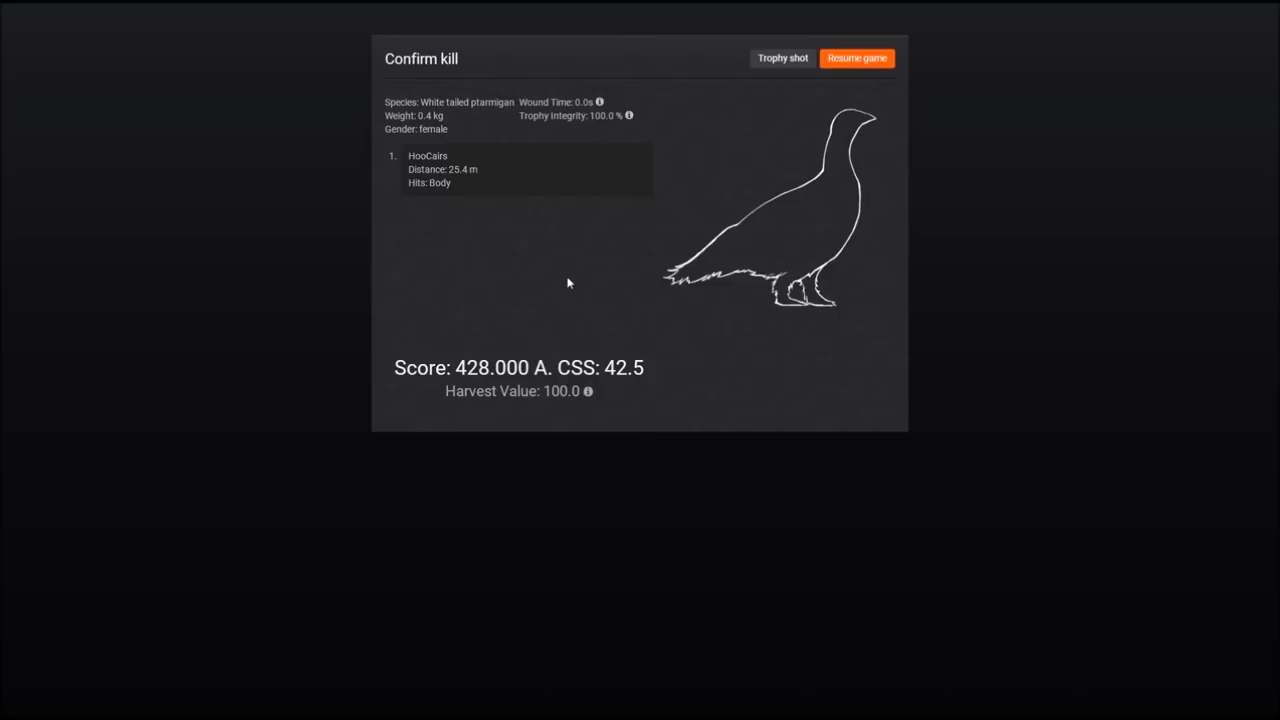 Confirm kill
Trophy shot
Resume game
Species: White tailed ptarmigan
Wound Time: 0.0s
Weight: 0.4 kg
Trophy Integrity: 100.0 %
Gender: female
1.
HooCairs
Distance: 25.4 m
Hits: Body
Score: 428.000 A. CSS: 42.5
Harvest Value: 100.0